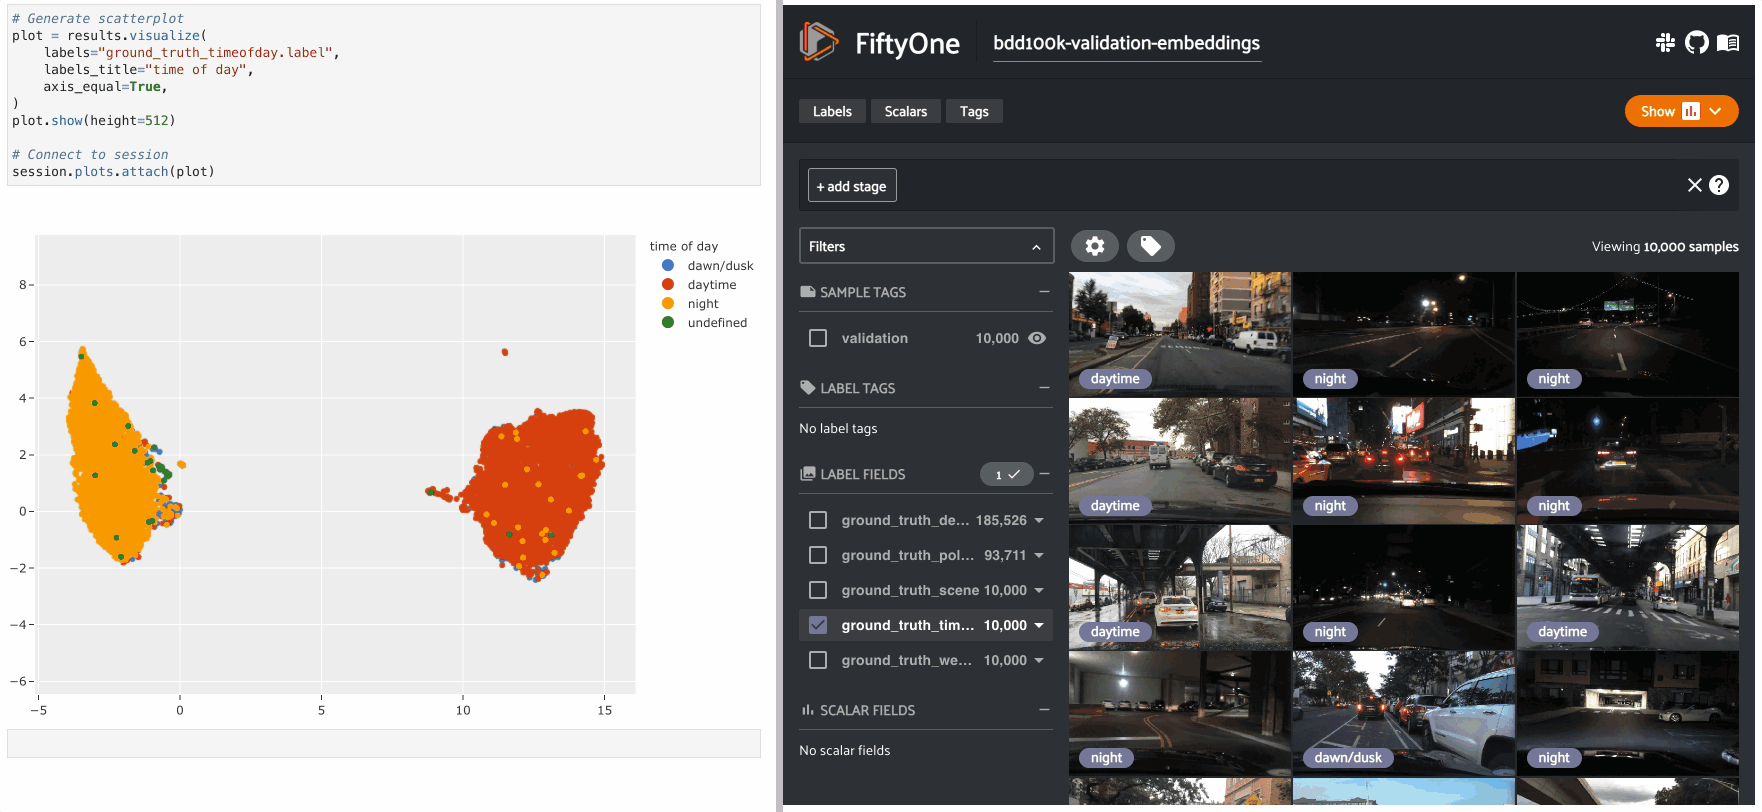 # Generate scatterplot
plot = results.visualize(
    labels="ground_truth_timeofday.label",
    labels_title="time of day",
    axis_equal=True,
)
plot.show(height=512)
# Connect to session
session.plots.attach(plot)
time of day
dawn/dusk
daytime
night
undefined
8
6
4
2
0
−2
−4
−6
−5 0 5 10 15
FiftyOne bdd100k-validation-embeddings
Labels Scalars Tags
Show
+ add stage
Filters
Viewing 10,000 samples
SAMPLE TAGS
validation 10,000
LABEL TAGS
No label tags
LABEL FIELDS 1
ground_truth_de... 185,526
ground_truth_pol... 93,711
ground_truth_scene 10,000
ground_truth_tim... 10,000
ground_truth_we... 10,000
SCALAR FIELDS
No scalar fields
daytime night night
daytime night night
daytime night daytime
night dawn/dusk night